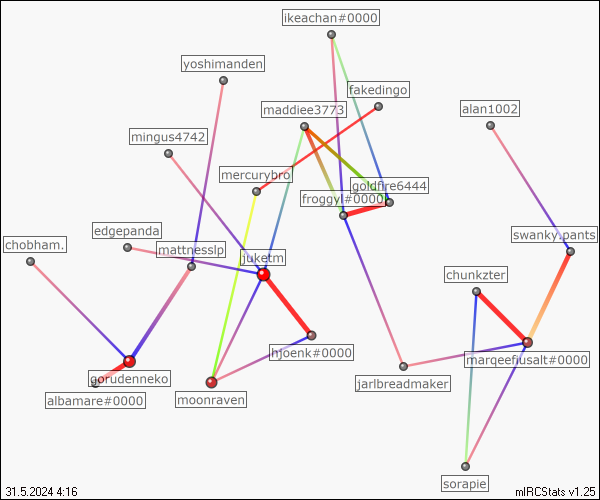 ikeachan#0000
yoshimanden
fakedingo
maddiee3773
alan1002
mingus4742
mercurybro
goldfire6444
froggyl#0000
edgepanda
swanky.pants
chobham.
mattnesslp
juketm
chunkzter
hjoenk#0000
marqeefiusalt#0000
gorudenneko
jarlbreadmaker
albamare#0000
moonraven
sorapie
31.5.2024 4:16
mIRCStats v1.25